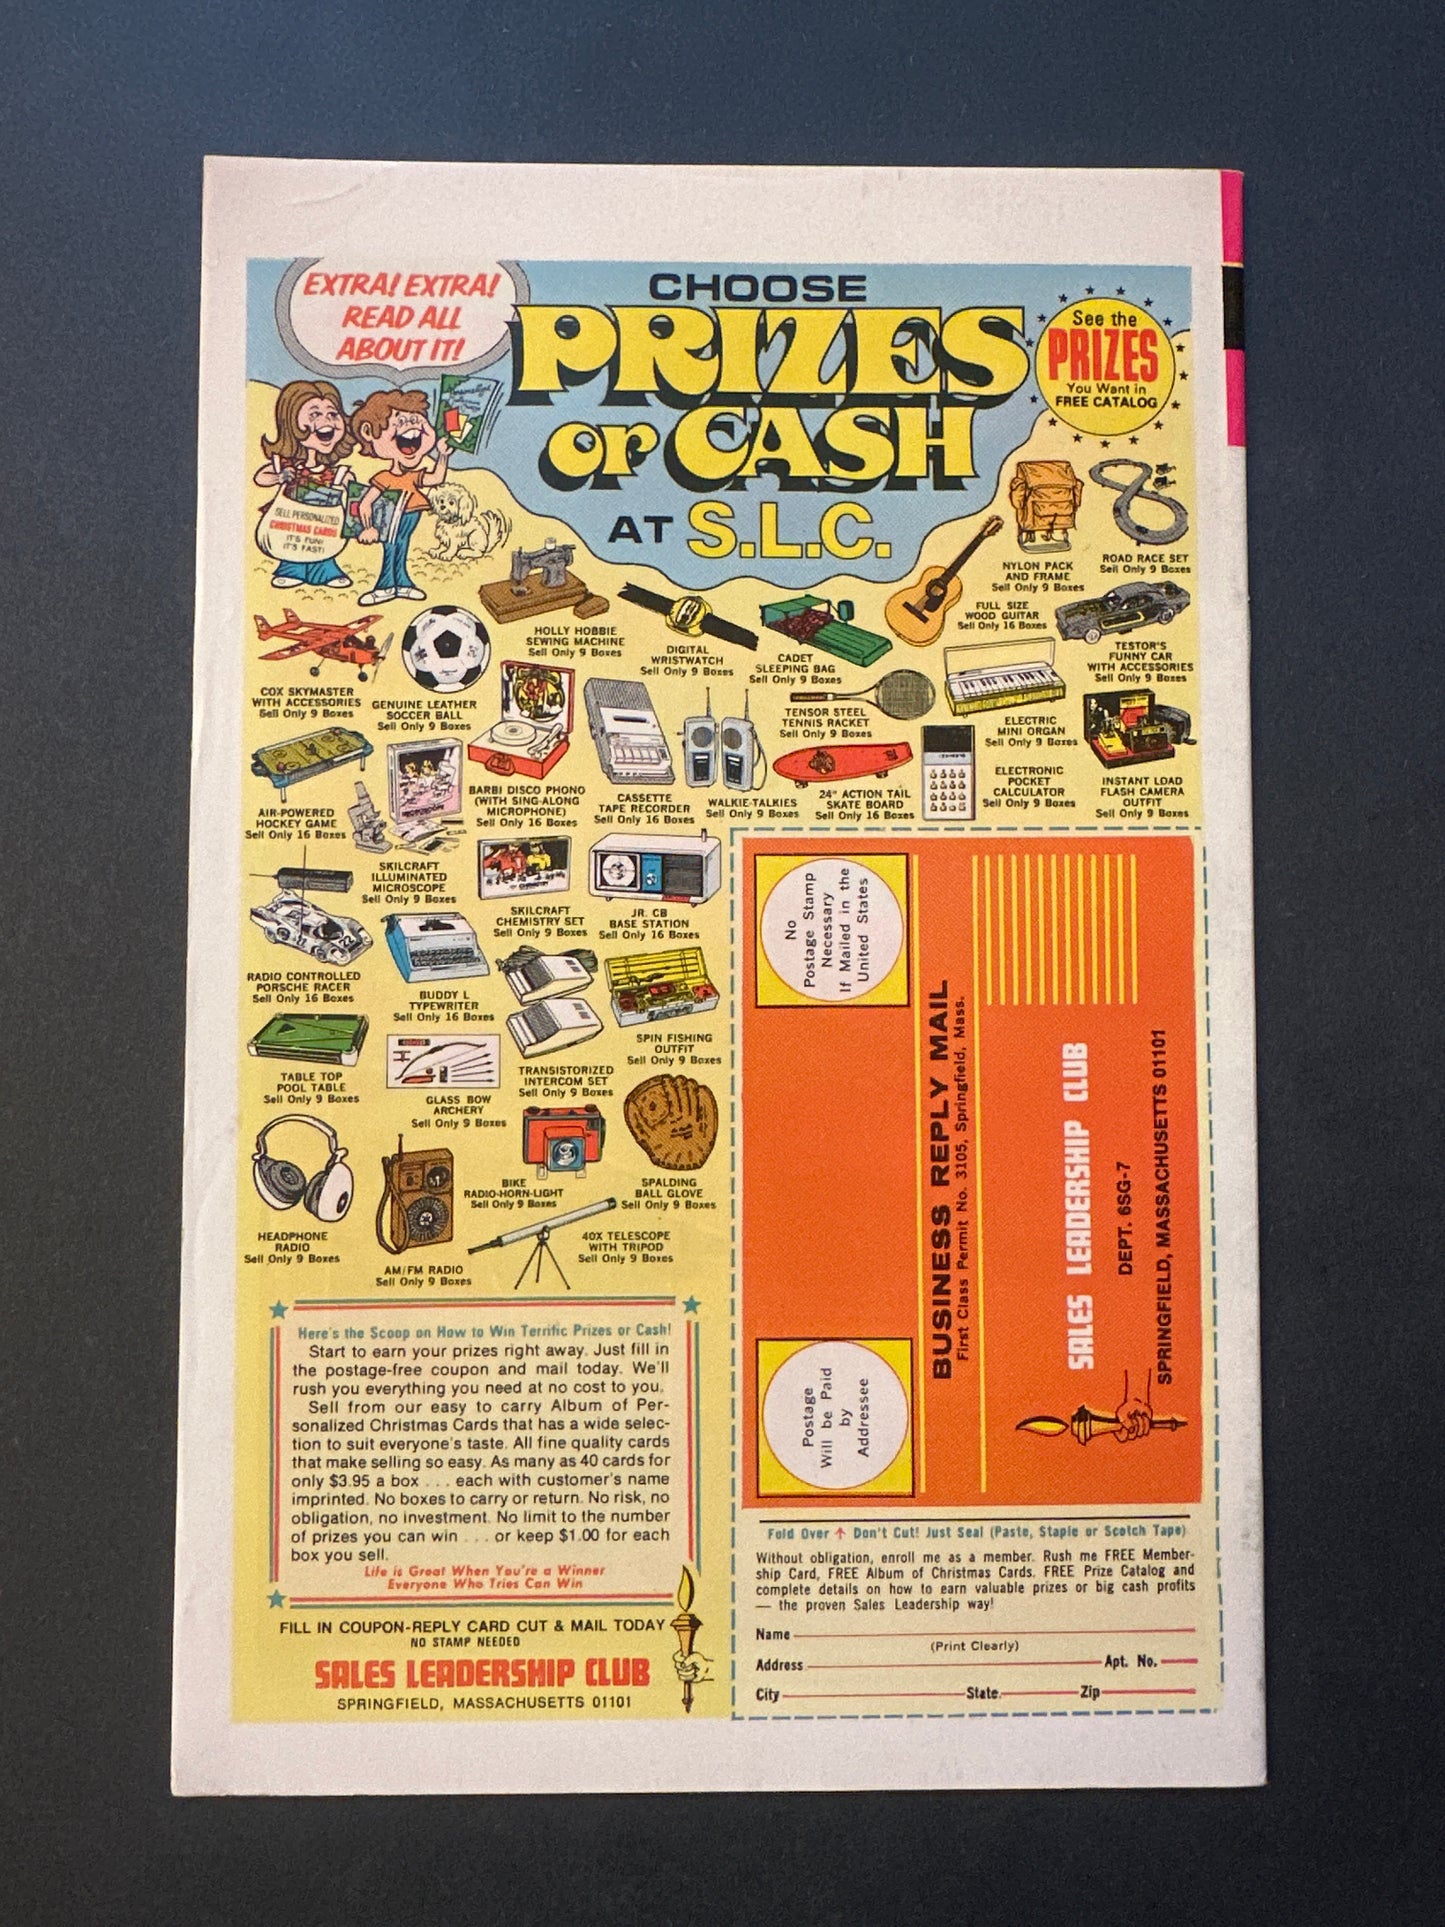 EXTRA! EXTRA!
READ ALL
ABOUT IT!
CHOOSE
PRIZES
or CASH
AT S.L.C.
See the
PRIZES
You Want in
FREE CATALOG
SELL PERSONALIZED
CHRISTMAS CARDS
IT'S FUN!
IT'S FAST!
NYLON PACK
AND FRAME
Sell Only 9 Boxes
ROAD RACE SET
Sell Only 9 Boxes
HOLLY HOBBIE
SEWING MACHINE
Sell Only 9 Boxes
DIGITAL
WRISTWATCH
Sell Only 9 Boxes
CADET
SLEEPING BAG
Sell Only 9 Boxes
FULL SIZE
WOOD GUITAR
Sell Only 16 Boxes
TESTOR'S
FUNNY CAR
WITH ACCESSORIES
Sell Only 9 Boxes
COX SKYMASTER
WITH ACCESSORIES
Sell Only 9 Boxes
GENUINE LEATHER
SOCCER BALL
Sell Only 9 Boxes
TENSOR STEEL
TENNIS RACKET
Sell Only 9 Boxes
ELECTRIC
MINI ORGAN
Sell Only 9 Boxes
AIR-POWERED
HOCKEY GAME
Sell Only 16 Boxes
BARBI DISCO PHONO
(WITH SING-ALONG
MICROPHONE)
Sell Only 16 Boxes
CASSETTE
TAPE RECORDER
Sell Only 16 Boxes
WALKIE-TALKIES
Sell Only 9 Boxes
24" ACTION TAIL
SKATE BOARD
Sell Only 16 Boxes
ELECTRONIC
POCKET
CALCULATOR
Sell Only 9 Boxes
INSTANT LOAD
FLASH CAMERA
OUTFIT
Sell Only 9 Boxes
SKILCRAFT
ILLUMINATED
MICROSCOPE
Sell Only 9 Boxes
SKILCRAFT
CHEMISTRY SET
Sell Only 9 Boxes
JR. CB
BASE STATION
Sell Only 16 Boxes
22
RADIO CONTROLLED
PORSCHE RACER
Sell Only 16 Boxes
BUDDY L
TYPEWRITER
Sell Only 16 Boxes
SPIN FISHING
OUTFIT
Sell Only 9 Boxes
TABLE TOP
POOL TABLE
Sell Only 9 Boxes
GLASS BOW
ARCHERY
Sell Only 9 Boxes
TRANSISTORIZED
INTERCOM SET
Sell Only 9 Boxes
HEADPHONE
RADIO
Sell Only 9 Boxes
AM/FM RADIO
Sell Only 9 Boxes
BIKE
RADIO-HORN-LIGHT
Sell Only 9 Boxes
SPALDING
BALL GLOVE
Sell Only 9 Boxes
40X TELESCOPE
WITH TRIPOD
Sell Only 9 Boxes
Here's the Scoop on How to Win Terrific Prizes or Cash!
Start to earn your prizes right away. Just fill in
the postage-free coupon and mail today. We'll
rush you everything you need at no cost to you.
Sell from our easy to carry Album of Per-
sonalized Christmas Cards that has a wide selec-
tion to suit everyone's taste. All fine quality cards
that make selling so easy. As many as 40 cards for
only $3.95 a box . . . each with customer's name
imprinted. No boxes to carry or return. No risk, no
obligation, no investment. No limit to the number
of prizes you can win . . . or keep $1.00 for each
box you sell.
Life is Great When You're a Winner
Everyone Who Tries Can Win
FILL IN COUPON-REPLY CARD CUT & MAIL TODAY
NO STAMP NEEDED
SALES LEADERSHIP CLUB
SPRINGFIELD, MASSACHUSETTS 01101
No
Postage Stamp
Necessary
If Mailed in the
United States
Postage
Will be Paid
by
Addressee
BUSINESS REPLY MAIL
First Class Permit No. 3105, Springfield, Mass.
SALES LEADERSHIP CLUB
DEPT. 6SG-7
SPRINGFIELD, MASSACHUSETTS 01101
Fold Over ↑ Don't Cut! Just Seal (Paste, Staple or Scotch Tape)
Without obligation, enroll me as a member. Rush me FREE Member-
ship Card, FREE Album of Christmas Cards. FREE Prize Catalog and
complete details on how to earn valuable prizes or big cash profits
— the proven Sales Leadership way!
Name
(Print Clearly)
Address Apt. No.
City State Zip